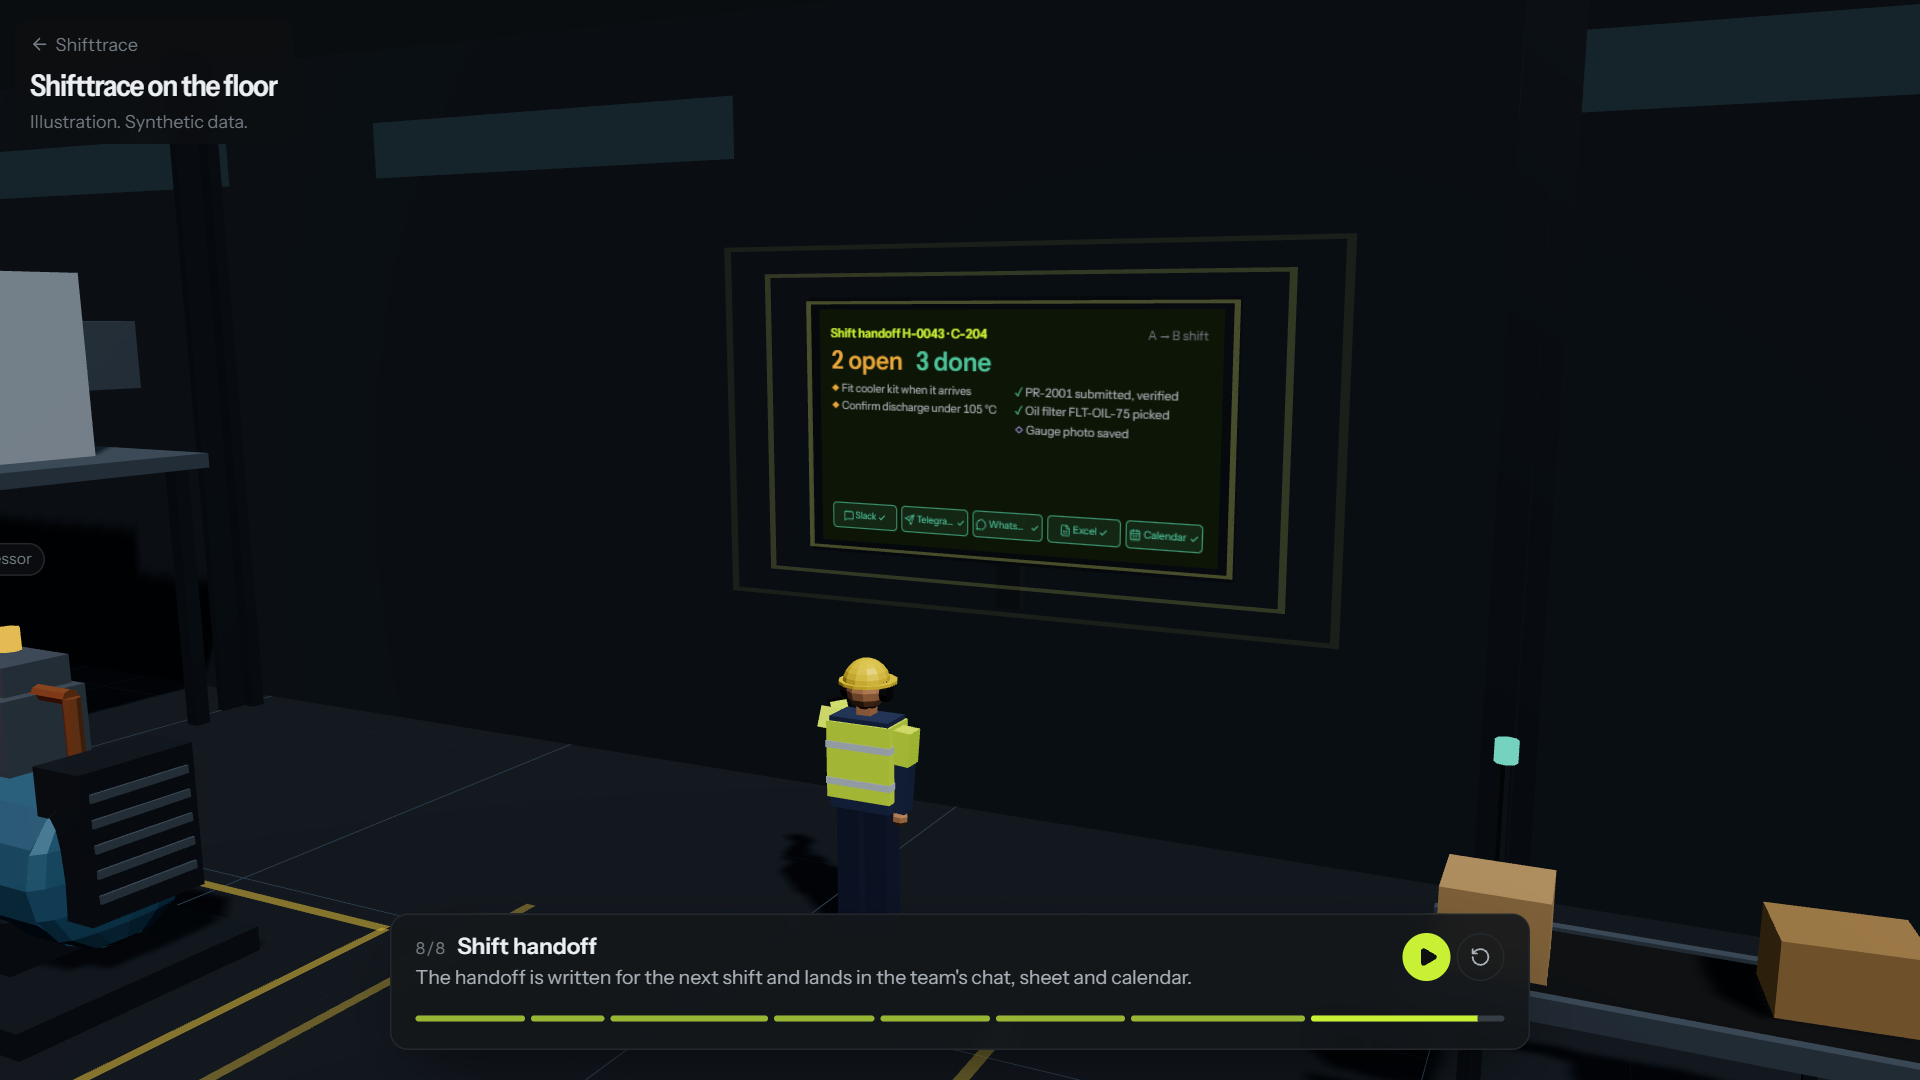 ← Shifttrace
Shifttrace on the floor
Illustration. Synthetic data.
Shift handoff H-0043 · C-204
A → B shift
2 open 3 done
◆ Fit cooler kit when it arrives
◆ Confirm discharge under 105 °C
✓ PR-2001 submitted, verified
✓ Oil filter FLT-OIL-75 picked
◇ Gauge photo saved
Slack ✓
Telegra... ✓
Whats... ✓
Excel ✓
Calendar ✓
ssor
8/8 Shift handoff
The handoff is written for the next shift and lands in the team's chat, sheet and calendar.